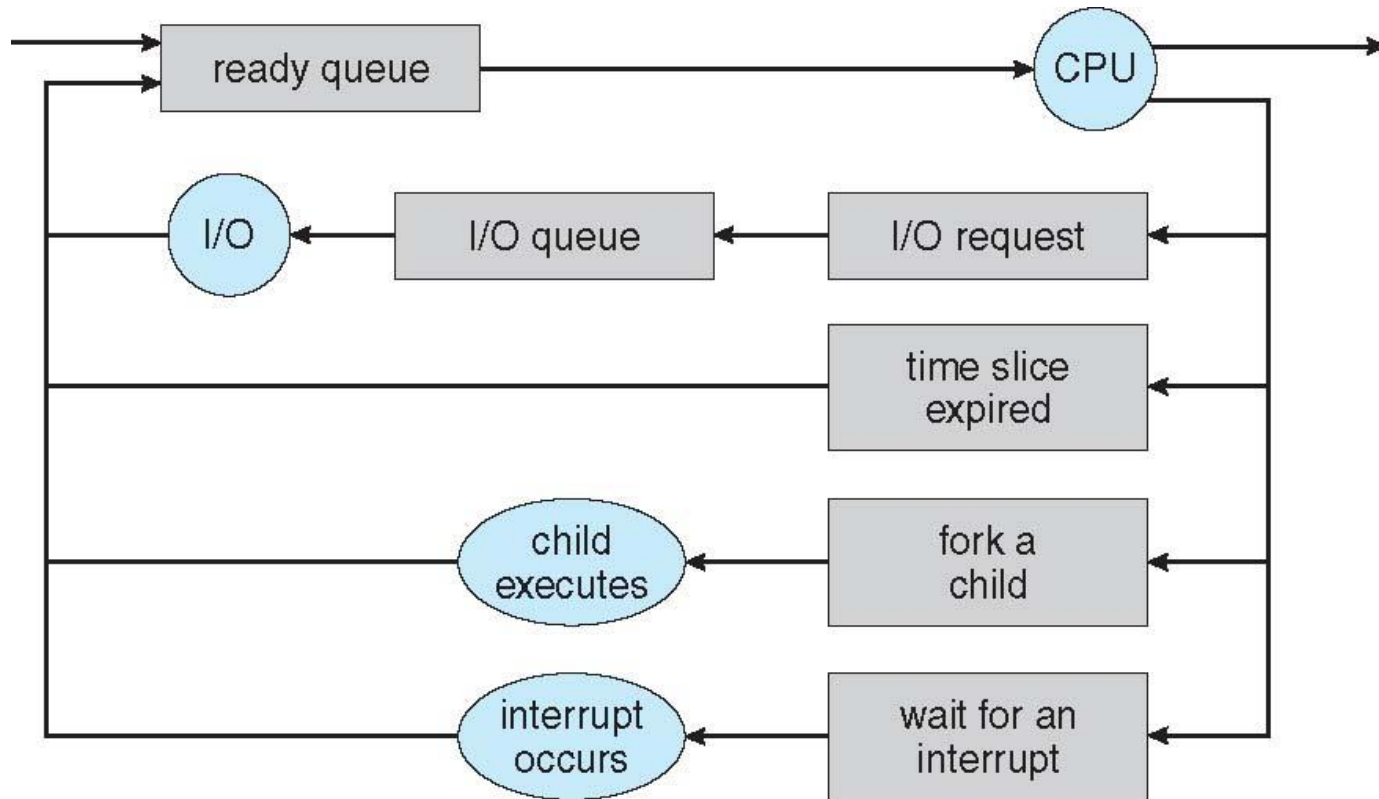 ready queue
CPU
I/O
I/O queue
I/O request
time slice
expired
child
executes
fork a
child
interrupt
occurs
wait for an
interrupt